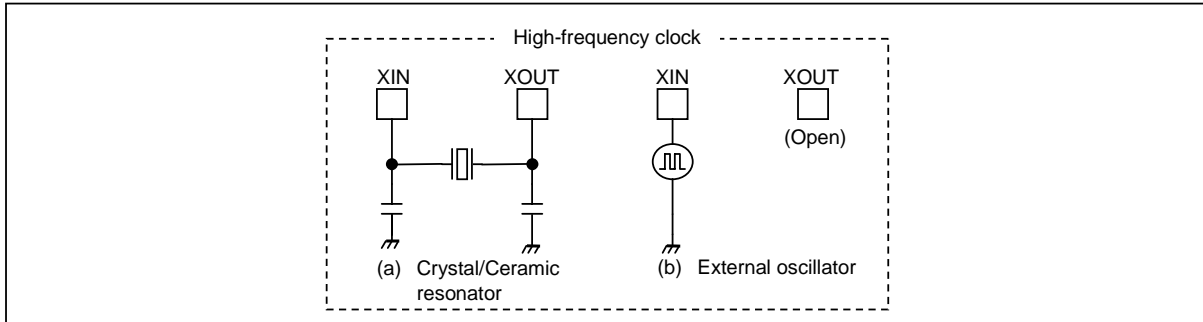 High-frequency clock
XIN XOUT XIN XOUT
(Open)
(a) Crystal/Ceramic (b) External oscillator
resonator